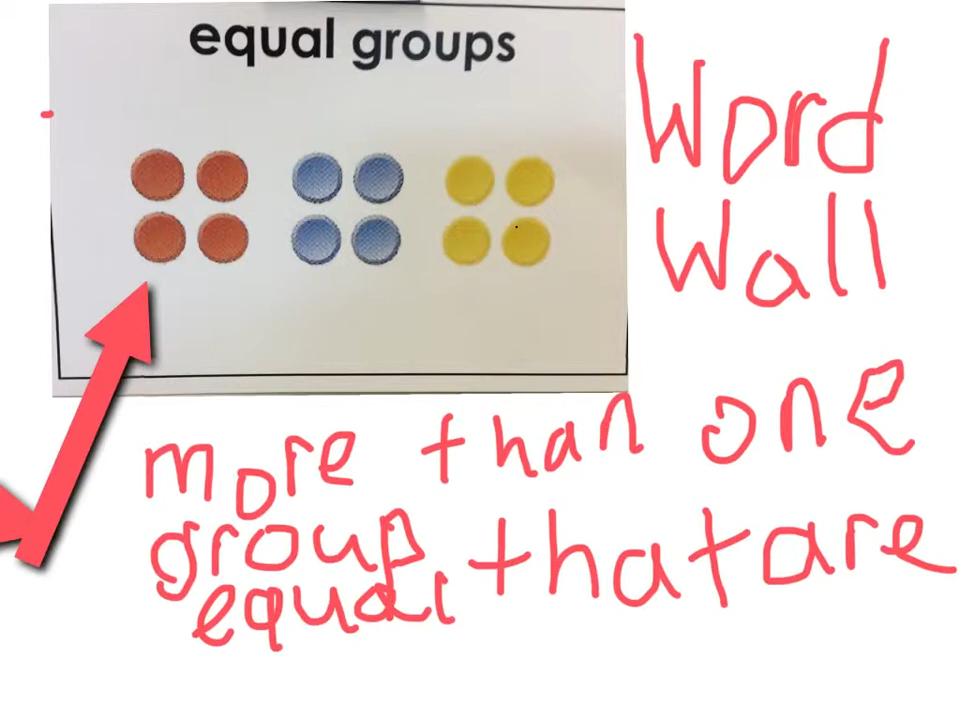 equal groups
Word
Wall
more than one
group that are
equal